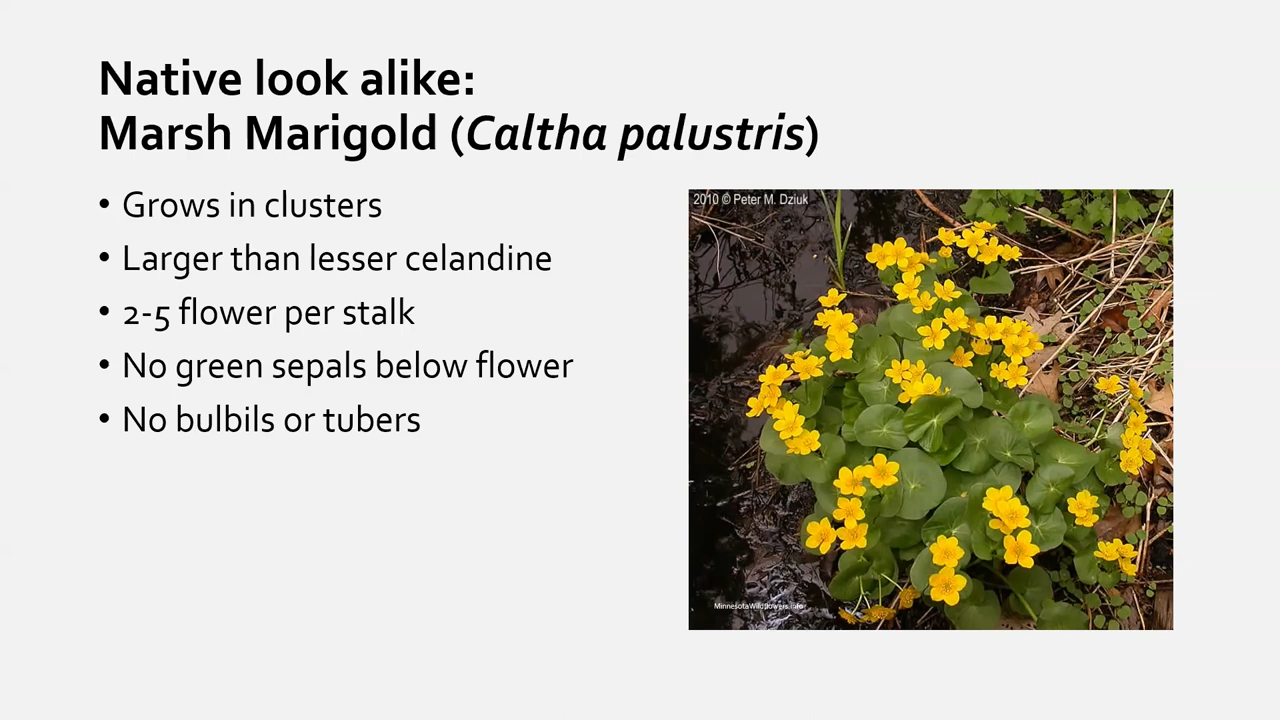 Native look alike:
Marsh Marigold (Caltha palustris)
• Grows in clusters
• Larger than lesser celandine
• 2-5 flower per stalk
• No green sepals below flower
• No bulbils or tubers
2010 © Peter M. Dziuk
MinnesotaWildflowers.info